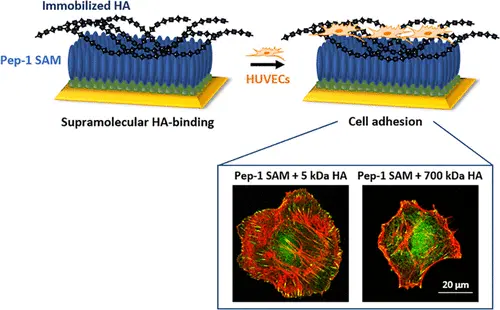 Immobilized HA
Pep-1 SAM
HUVECs
Supramolecular HA-binding
Cell adhesion
Pep-1 SAM + 5 kDa HA
Pep-1 SAM + 700 kDa HA
20 μm